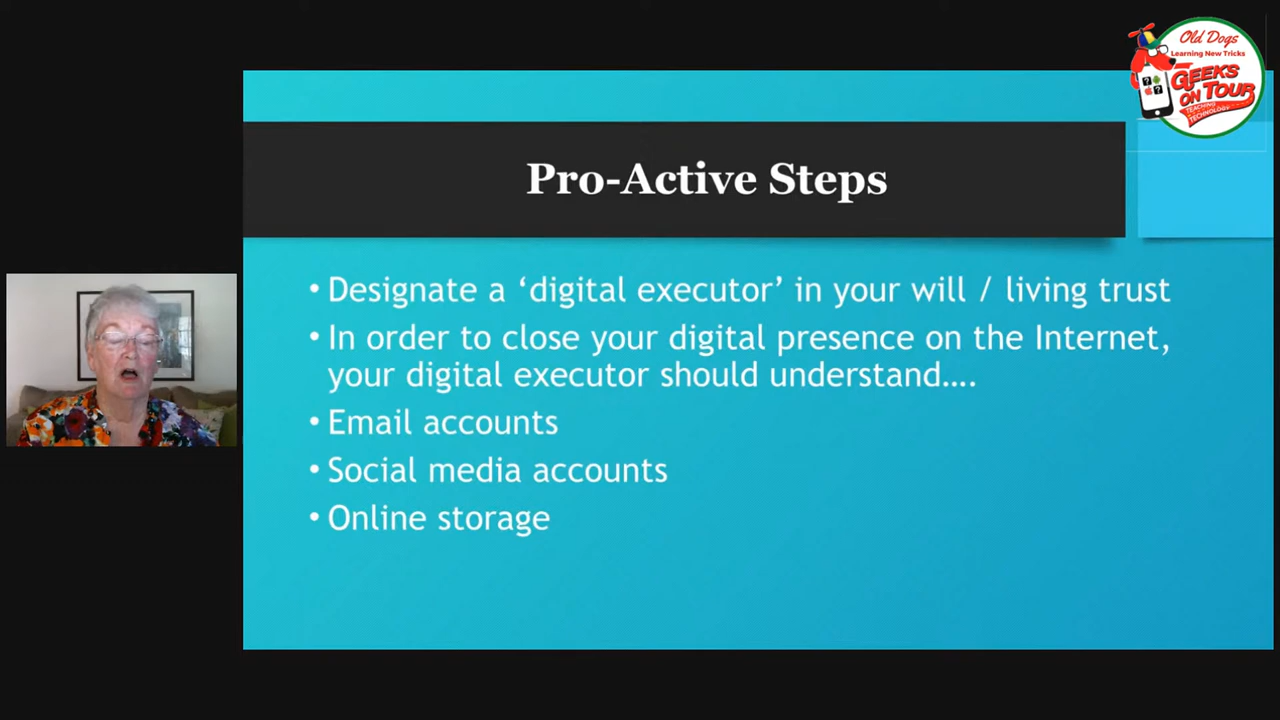 Old Dogs
Learning New Tricks
GEEKS
ON TOUR
TEACHING
TECHNOLOGY
Pro-Active Steps
• Designate a ‘digital executor’ in your will / living trust
• In order to close your digital presence on the Internet,
your digital executor should understand....
• Email accounts
• Social media accounts
• Online storage